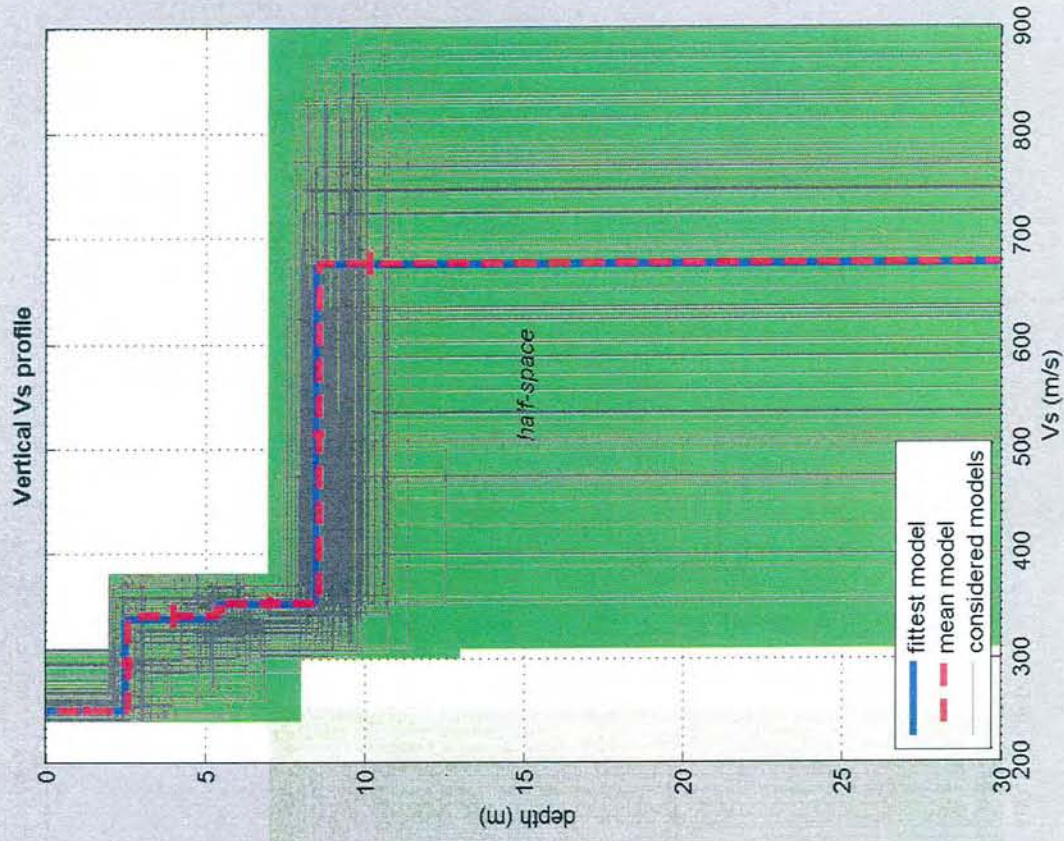 Vertical Vs profile
0
5
10
15
20
25
30
depth (m)
half-space
fittest model
mean model
considered models
200
300
400
500
600
700
800
900
Vs (m/s)